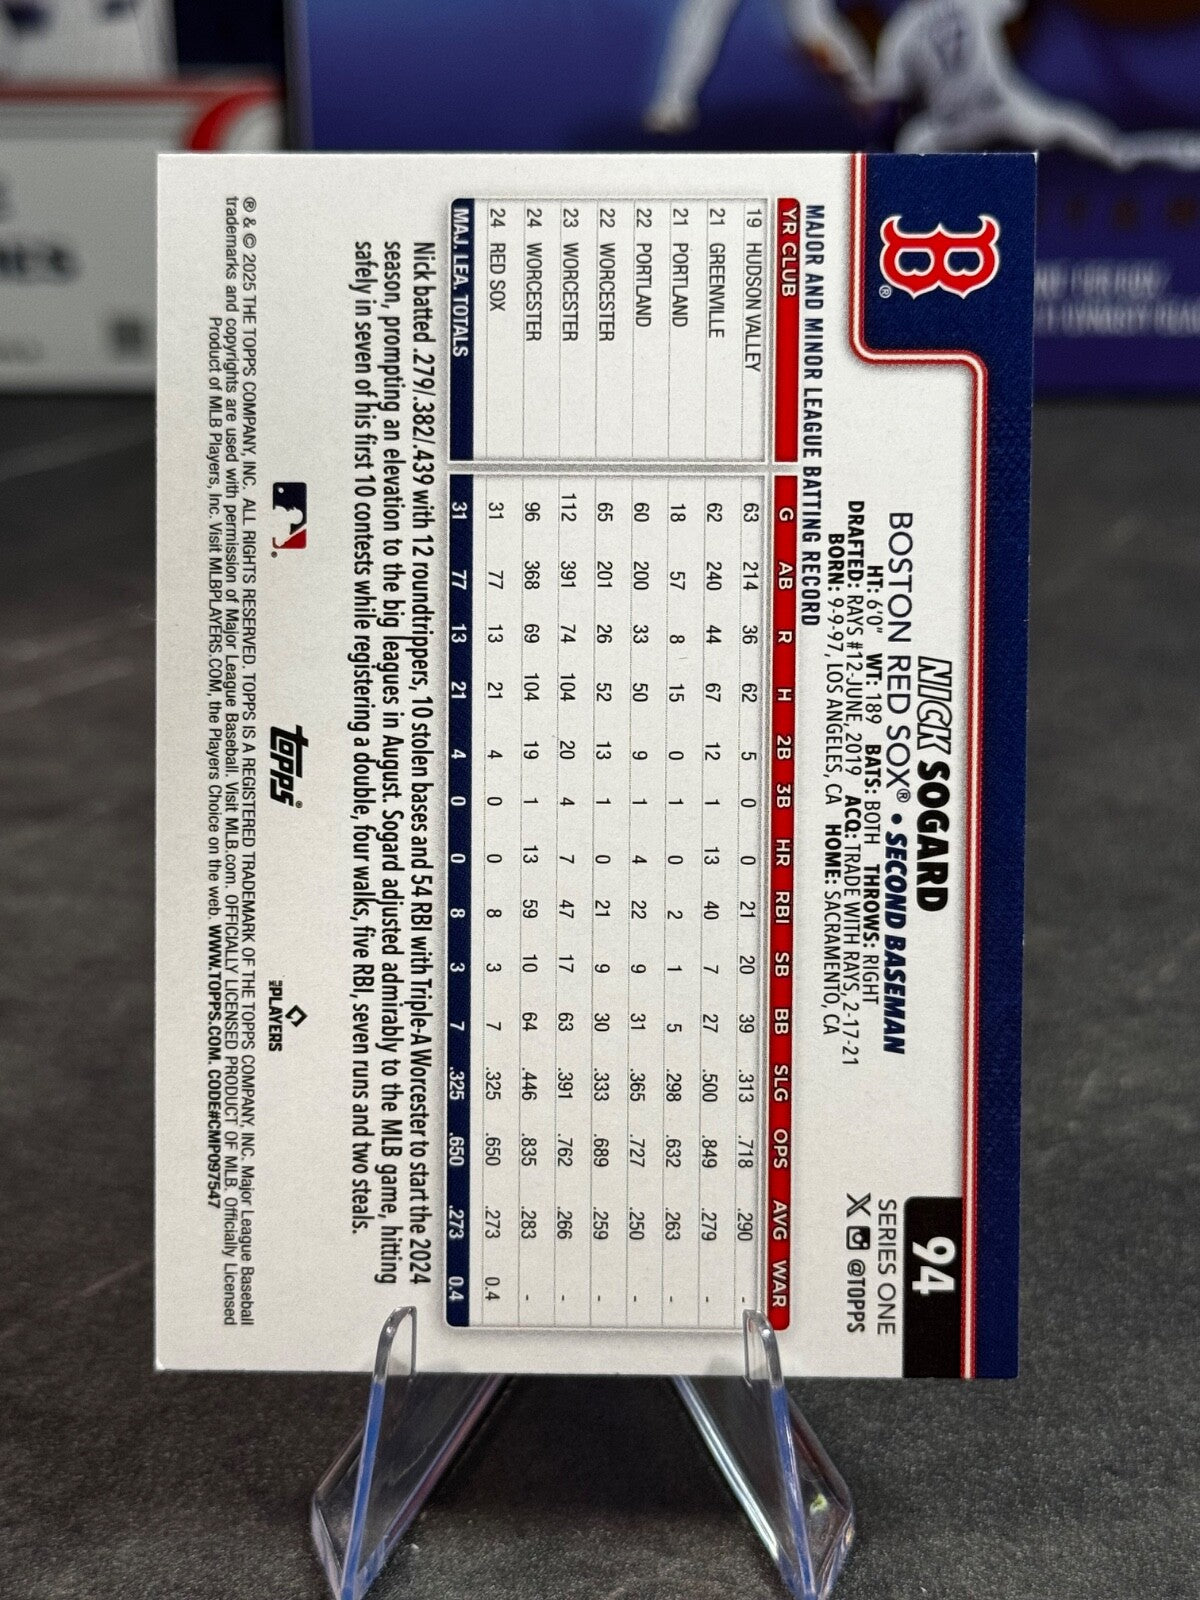 B®
94
NICK SOGARD
BOSTON RED SOX® • SECOND BASEMAN
SERIES ONE
HT: 6'0" WT: 189 BATS: BOTH THROWS: RIGHT
@TOPPS
DRAFTED: RAYS #12-JUNE, 2019 ACQ: TRADE WITH RAYS, 2-17-21
BORN: 9-9-97, LOS ANGELES, CA HOME: SACRAMENTO, CA
MAJOR AND MINOR LEAGUE BATTING RECORD
YR CLUB G AB R H 2B 3B HR RBI SB BB SLG OPS AVG WAR
19 HUDSON VALLEY 63 214 36 62 5 0 0 21 20 39 .313 .718 .290 -
21 GREENVILLE 62 240 44 67 12 1 13 40 7 27 .500 .849 .279 -
21 PORTLAND 18 57 8 15 0 1 0 2 1 5 .298 .632 .263 -
22 PORTLAND 60 200 33 50 9 1 4 22 9 31 .365 .727 .250 -
22 WORCESTER 65 201 26 52 13 1 0 21 9 30 .333 .689 .259 -
23 WORCESTER 112 391 74 104 20 4 7 47 17 63 .391 .762 .266 -
24 WORCESTER 96 368 69 104 19 1 13 59 10 64 .446 .835 .283 -
24 RED SOX 31 77 13 21 4 0 0 8 3 7 .325 .650 .273 0.4
MAJ. LEA. TOTALS 31 77 13 21 4 0 0 8 3 7 .325 .650 .273 0.4
Nick batted .279/.382/.439 with 12 roundtrippers, 10 stolen bases and 54 RBI with Triple-A Worcester to start the 2024
season, prompting an elevation to the big leagues in August. Sogard adjusted admirably to the MLB game, hitting
safely in seven of his first 10 contests while registering a double, four walks, five RBI, seven runs and two steals.
topps®
PLAYERS
® & © 2025 THE TOPPS COMPANY, INC. ALL RIGHTS RESERVED. TOPPS IS A REGISTERED TRADEMARK OF THE TOPPS COMPANY, INC. Major League Baseball
trademarks and copyrights are used with permission of Major League Baseball. Visit MLB.com. OFFICIALLY LICENSED PRODUCT OF MLB. Officially Licensed
Product of MLB Players, Inc. Visit MLBPLAYERS.COM, the Players Choice on the web. WWW.TOPPS.COM. CODE#CMP097547